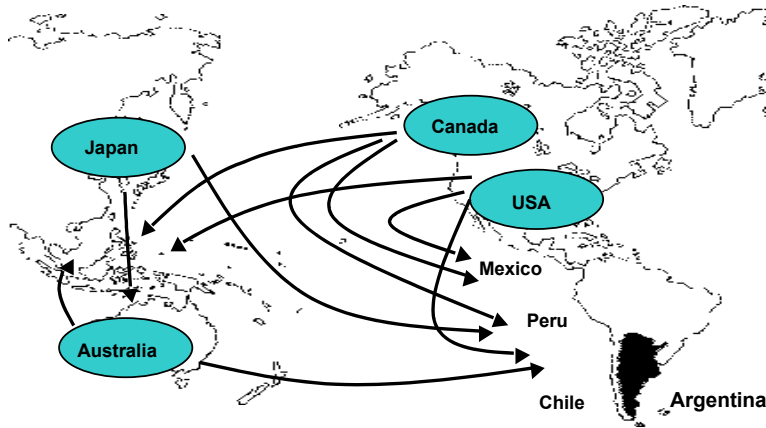 Canada
Japan
USA
Mexico
Peru
Australia
Chile
Argentina